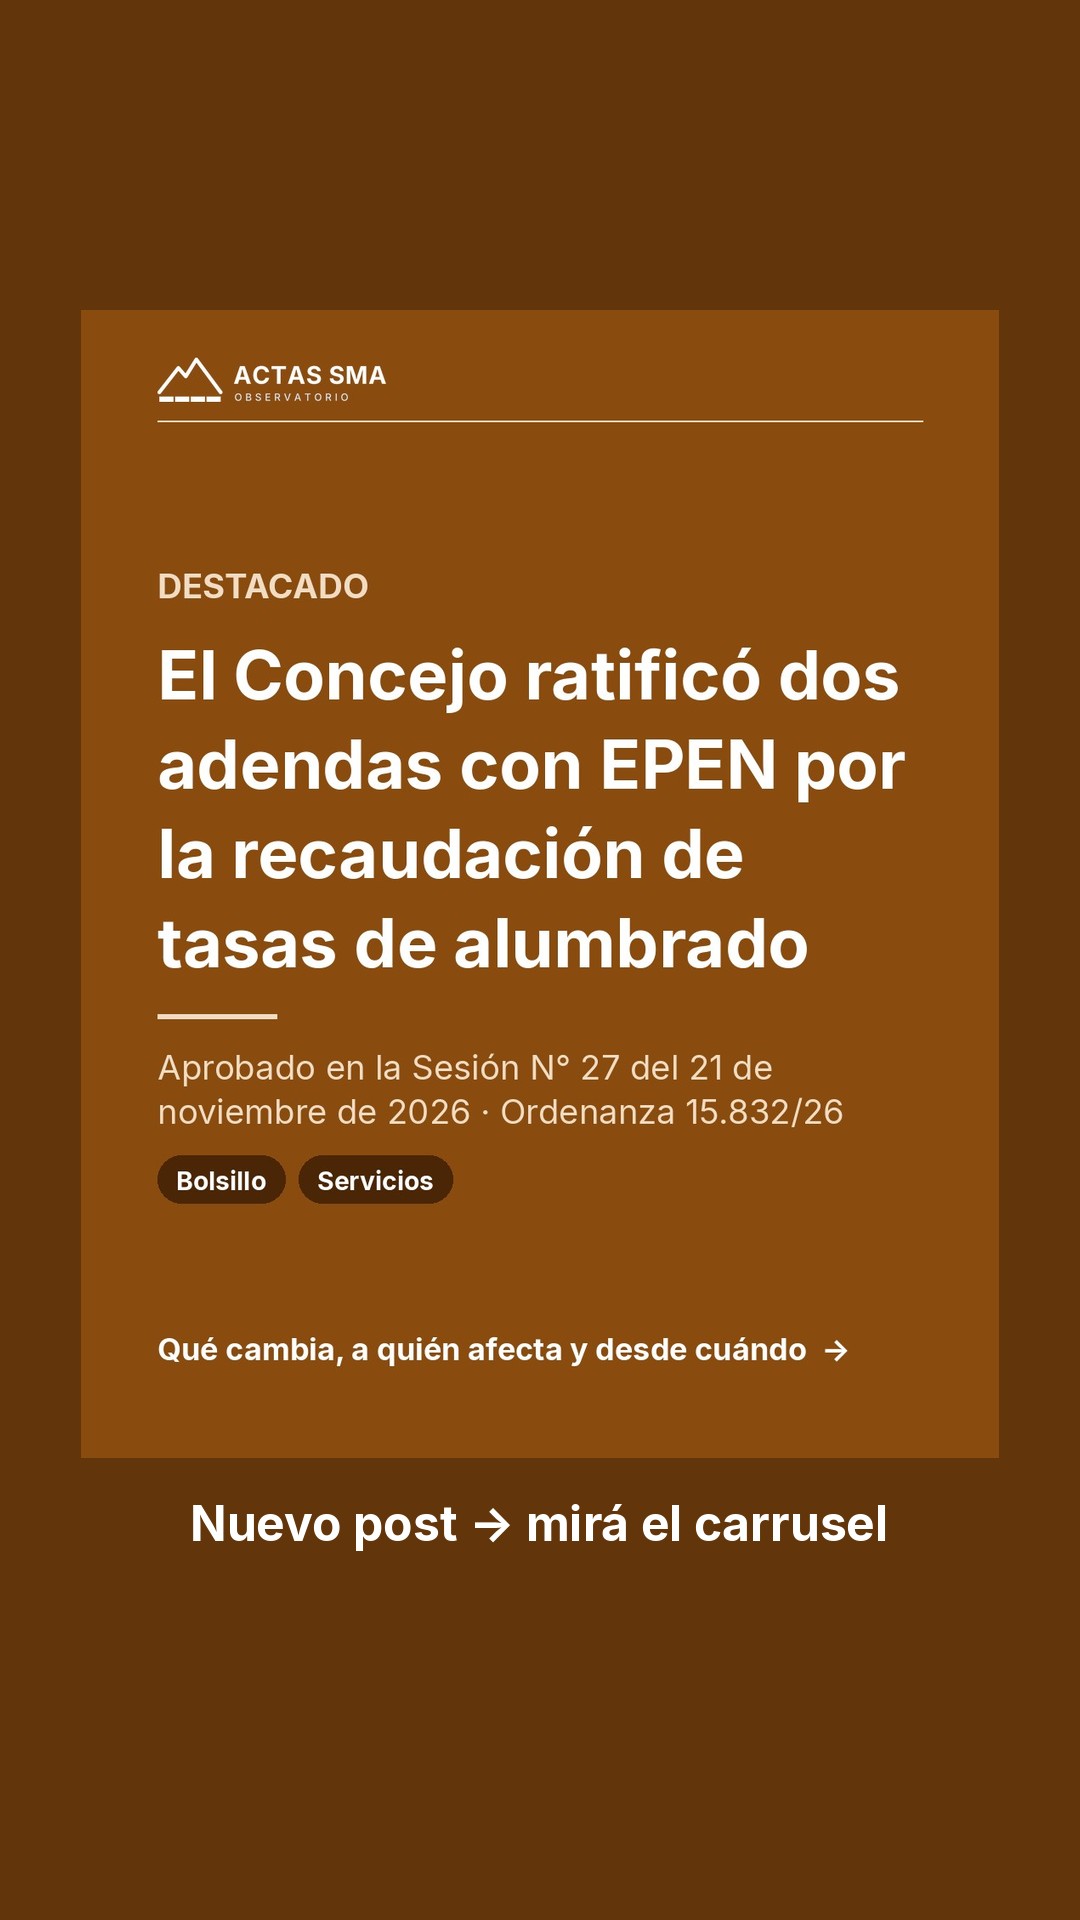 ACTAS SMA
OBSERVATORIO
DESTACADO
El Concejo ratificó dos
adendas con EPEN por
la recaudación de
tasas de alumbrado
Aprobado en la Sesión N° 27 del 21 de
noviembre de 2026 · Ordenanza 15.832/26
Bolsillo Servicios
Qué cambia, a quién afecta y desde cuándo →
Nuevo post → mirá el carrusel